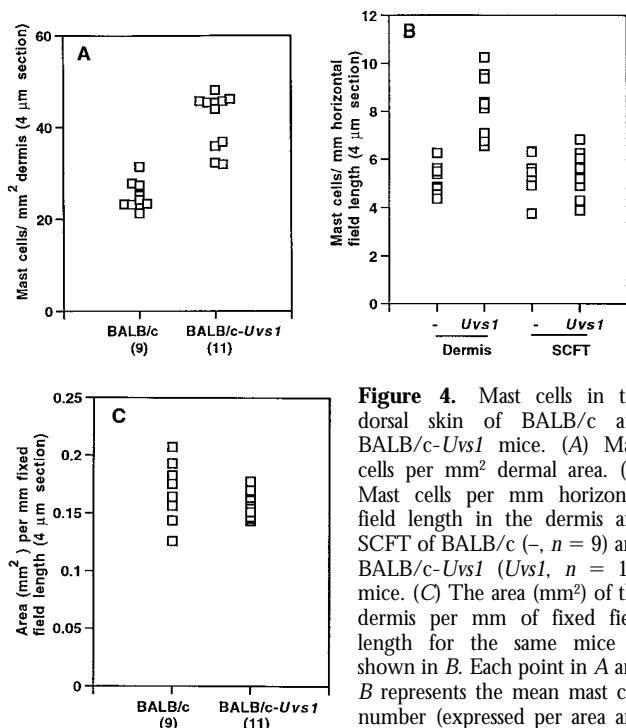 60
40
20
0
A
Mast cells/ mm2 dermis (4 μm section)
BALB/c
(9)
BALB/c-Uvs1
(11)
12
10
8
6
4
2
0
B
Mast cells/ mm horizontal
field length (4 μm section)
- Uvs1 - Uvs1
Dermis SCFT
0.25
0.2
0.15
0.1
0.05
0
C
Area (mm2) per mm fixed
field length (4 μm section)
BALB/c
(9)
BALB/c-Uvs1
(11)
Figure 4. Mast cells in
dorsal skin of BALB/c
BALB/c-Uvs1 mice. (A)
cells per mm² dermal area.
Mast cells per mm
field length in the dermis
SCFT of BALB/c (–, n = 9)
BALB/c-Uvs1 (Uvs1, n =
mice. (C) The area (mm²) of
dermis per mm of fixed
length for the same mice
shown in B. Each point in A
B represents the mean mast
number (expressed per area